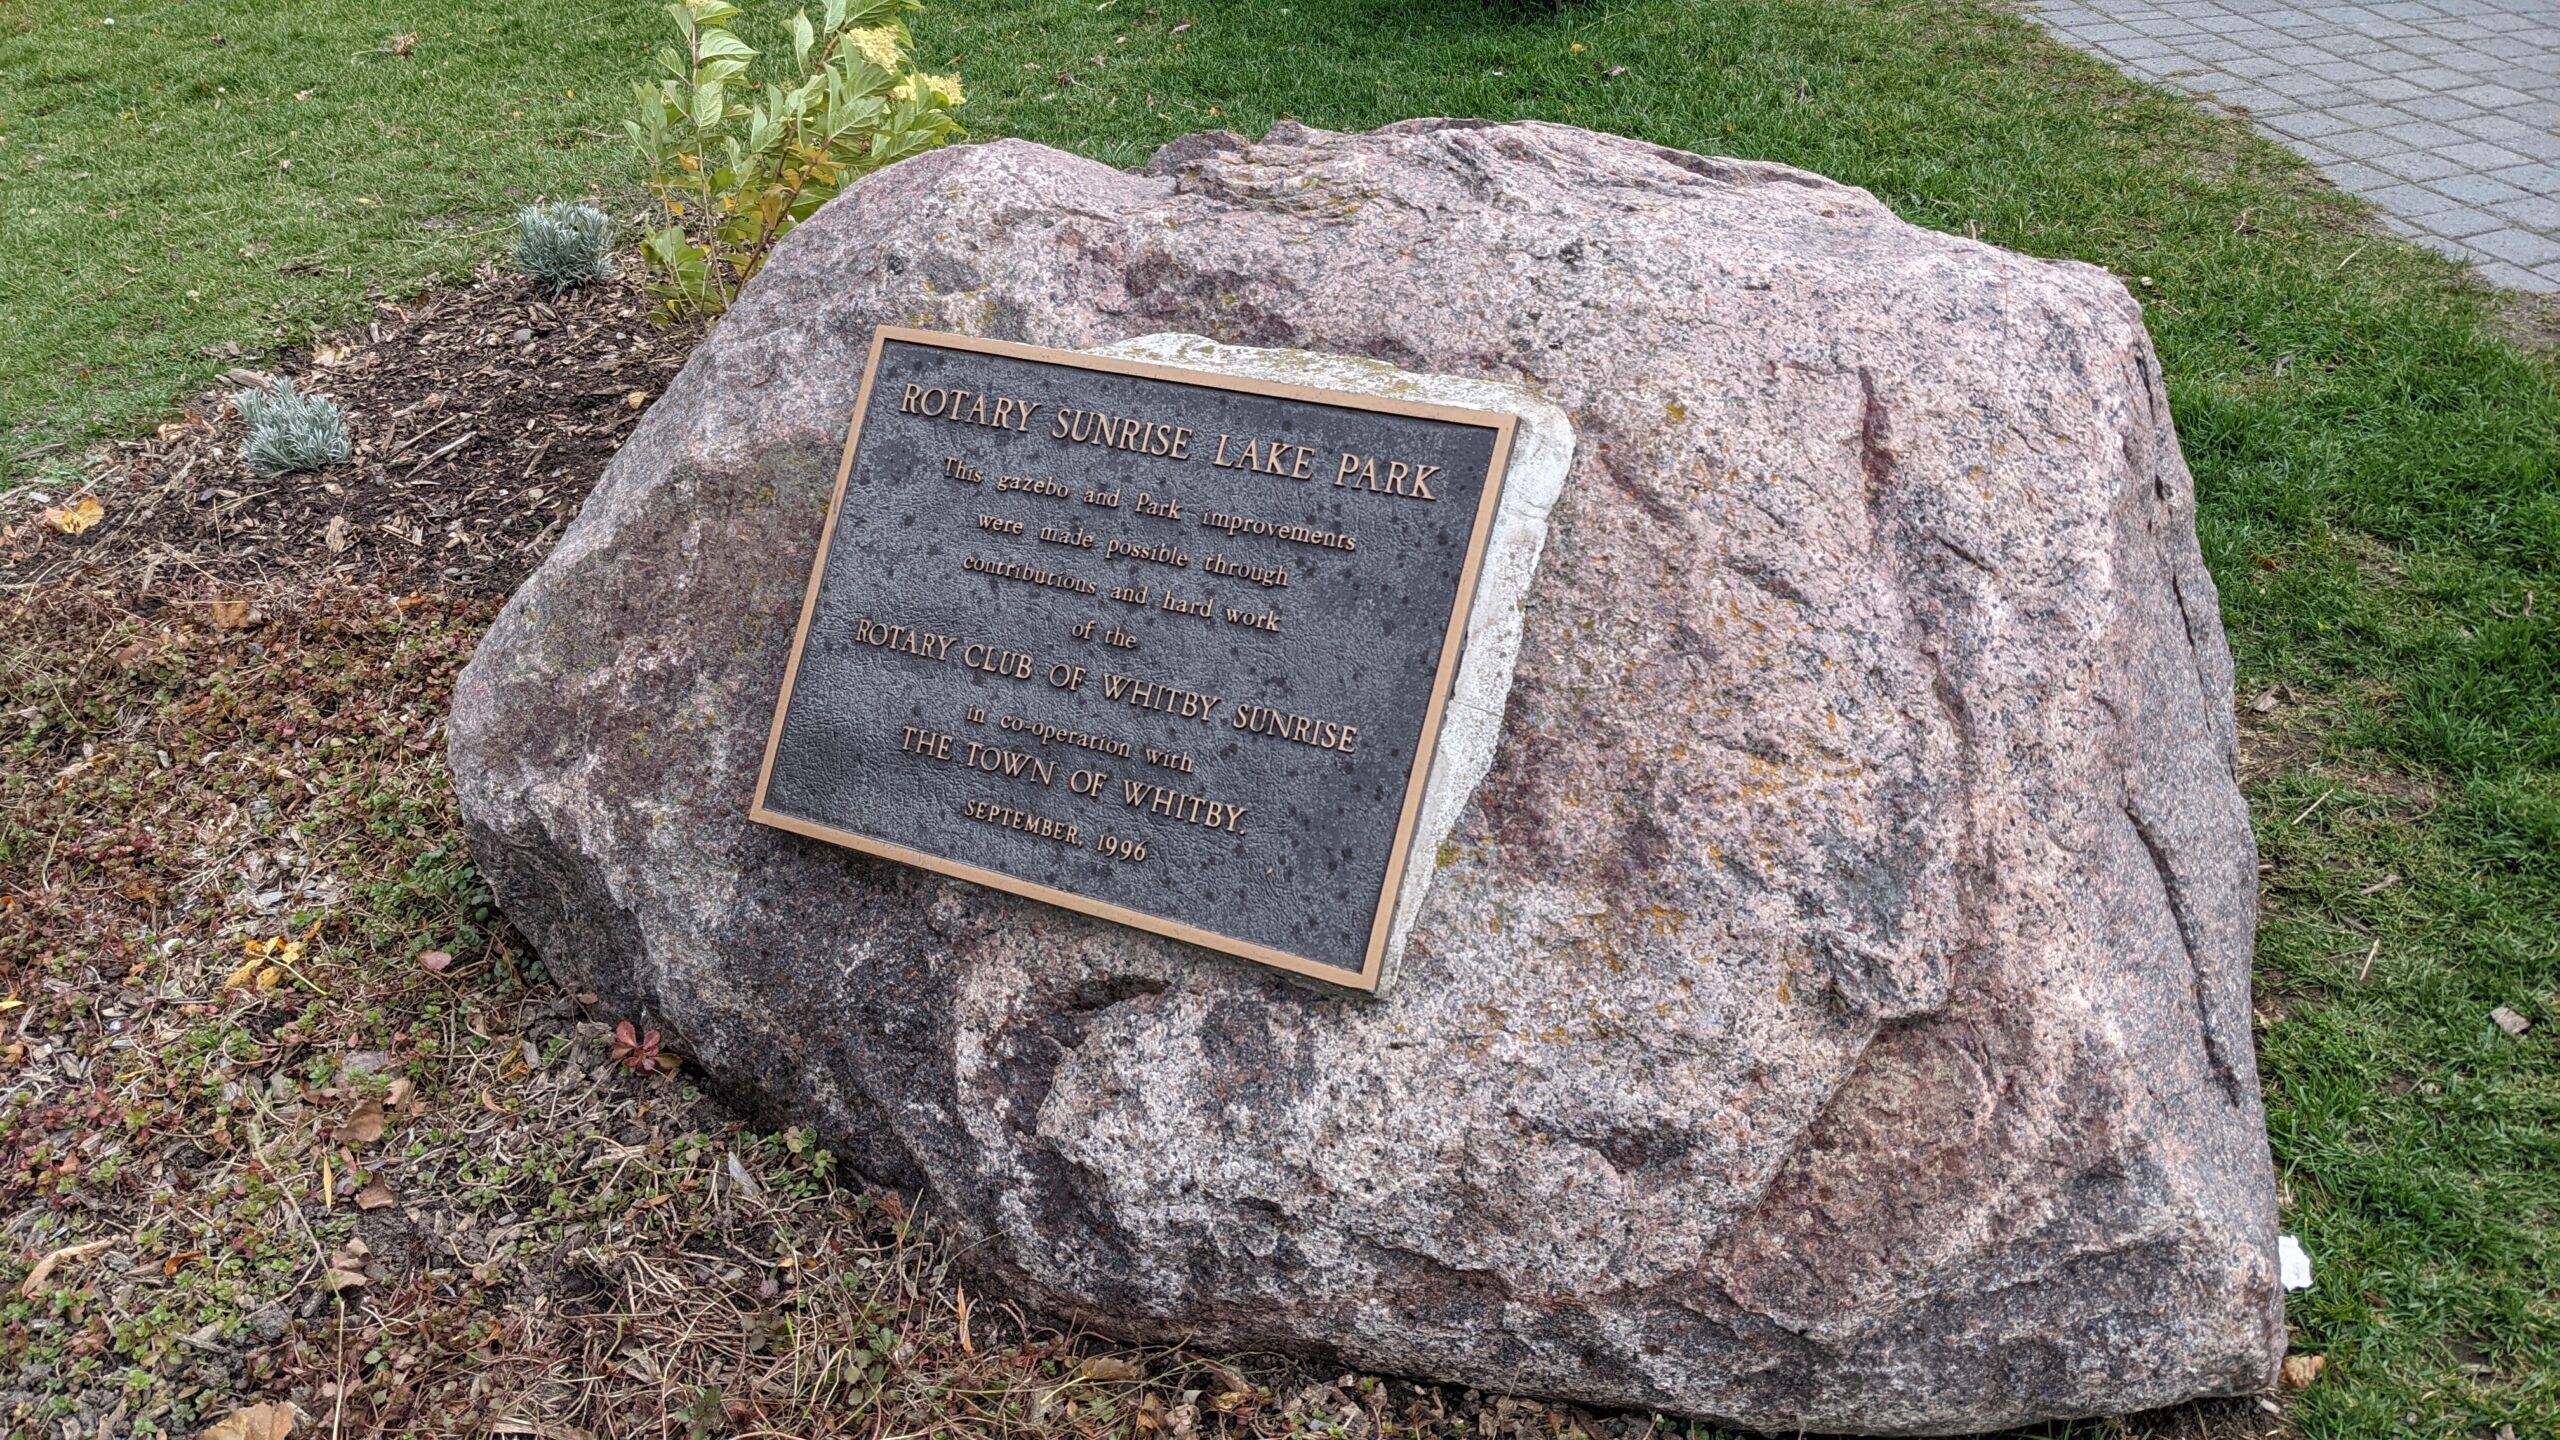 ROTARY SUNRISE LAKE PARK
This gazebo and Park improvements
were made possible through
contributions and hard work
of the
ROTARY CLUB OF WHITBY SUNRISE
in co-operation with
THE TOWN OF WHITBY.
SEPTEMBER, 1996